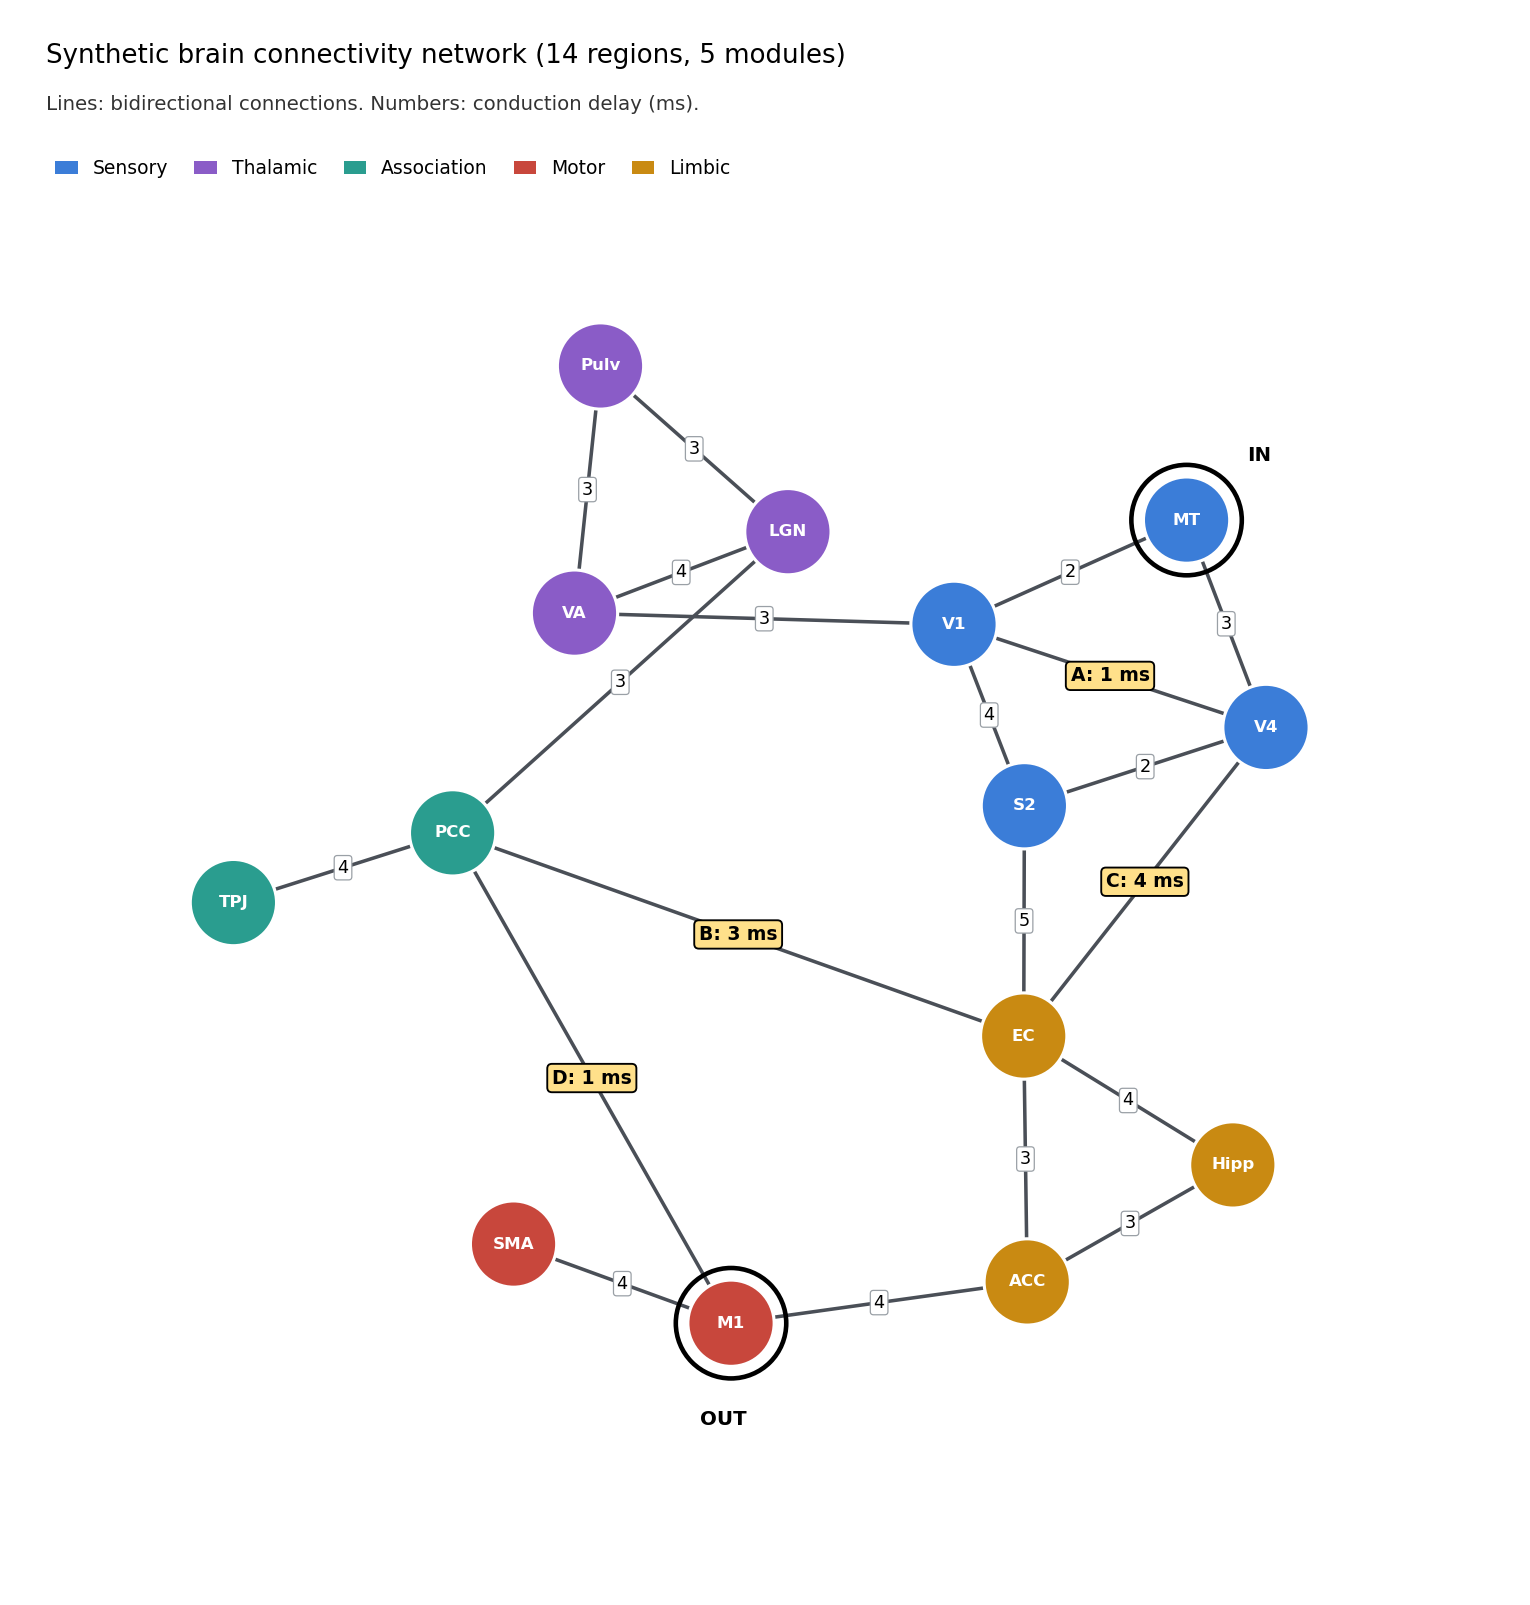 Synthetic brain connectivity network (14 regions, 5 modules)
Lines: bidirectional connections. Numbers: conduction delay (ms).
Sensory Thalamic Association Motor Limbic
Pulv
3
IN
3
MT
LGN
4
2
VA
3
V1
3
3
A: 1 ms
4
V4
2
S2
PCC
4
C: 4 ms
TPJ
5
B: 3 ms
EC
D: 1 ms
4
3
Hipp
3
SMA
4
ACC
4
M1
OUT